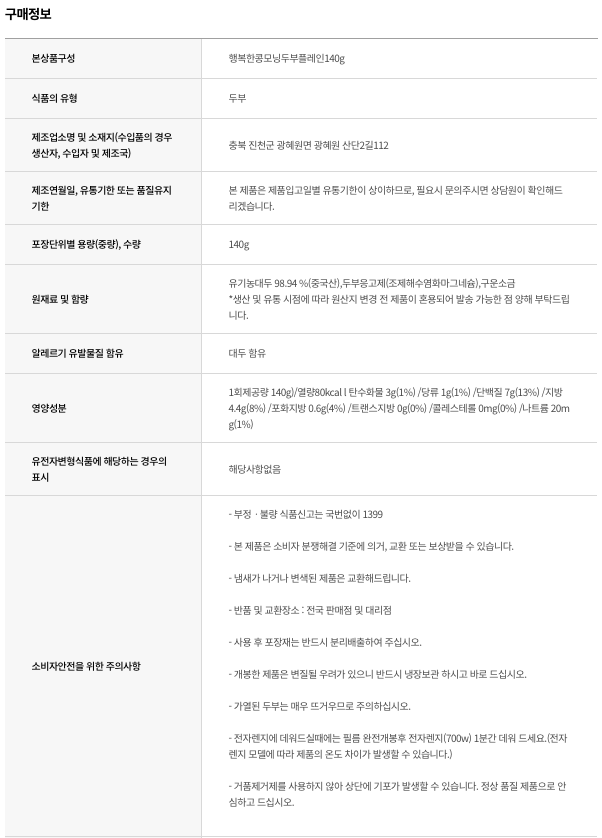 구매정보
본상품구성
행복한콩모닝두부플레인140g
식품의 유형
두부
제조업소명 및 소재지(수입품의 경우
생산자, 수입자 및 제조국)
충북 진천군 광혜원면 광혜원 산단2길112
제조연월일, 유통기한 또는 품질유지
기한
본 제품은 제품입고일별 유통기한이 상이하므로, 필요시 문의주시면 상담원이 확인해드
리겠습니다.
포장단위별 용량(중량), 수량
140g
원재료 및 함량
유기농대두 98.94 %(중국산),두부응고제(조제해수염화마그네슘),구운소금
*생산 및 유통 시점에 따라 원산지 변경 전 제품이 혼용되어 발송 가능한 점 양해 부탁드립
니다.
알레르기 유발물질 함유
대두 함유
영양성분
1회제공량 140g)/열량80kcal l 탄수화물 3g(1%) /당류 1g(1%) /단백질 7g(13%) /지방
4.4g(8%) /포화지방 0.6g(4%) /트랜스지방 0g(0%) /콜레스테롤 0mg(0%) /나트륨 20m
g(1%)
유전자변형식품에 해당하는 경우의
표시
해당사항없음
소비자안전을 위한 주의사항
- 부정ㆍ불량 식품신고는 국번없이 1399
- 본 제품은 소비자 분쟁해결 기준에 의거, 교환 또는 보상받을 수 있습니다.
- 냄새가 나거나 변색된 제품은 교환해드립니다.
- 반품 및 교환장소 : 전국 판매점 및 대리점
- 사용 후 포장재는 반드시 분리배출하여 주십시오.
- 개봉한 제품은 변질될 우려가 있으니 반드시 냉장보관 하시고 바로 드십시오.
- 가열된 두부는 매우 뜨거우므로 주의하십시오.
- 전자렌지에 데워드실때에는 필름 완전개봉후 전자렌지(700w) 1분간 데워 드세요.(전자
렌지 모델에 따라 제품의 온도 차이가 발생할 수 있습니다.)
- 거품제거제를 사용하지 않아 상단에 기포가 발생할 수 있습니다. 정상 품질 제품으로 안
심하고 드십시오.